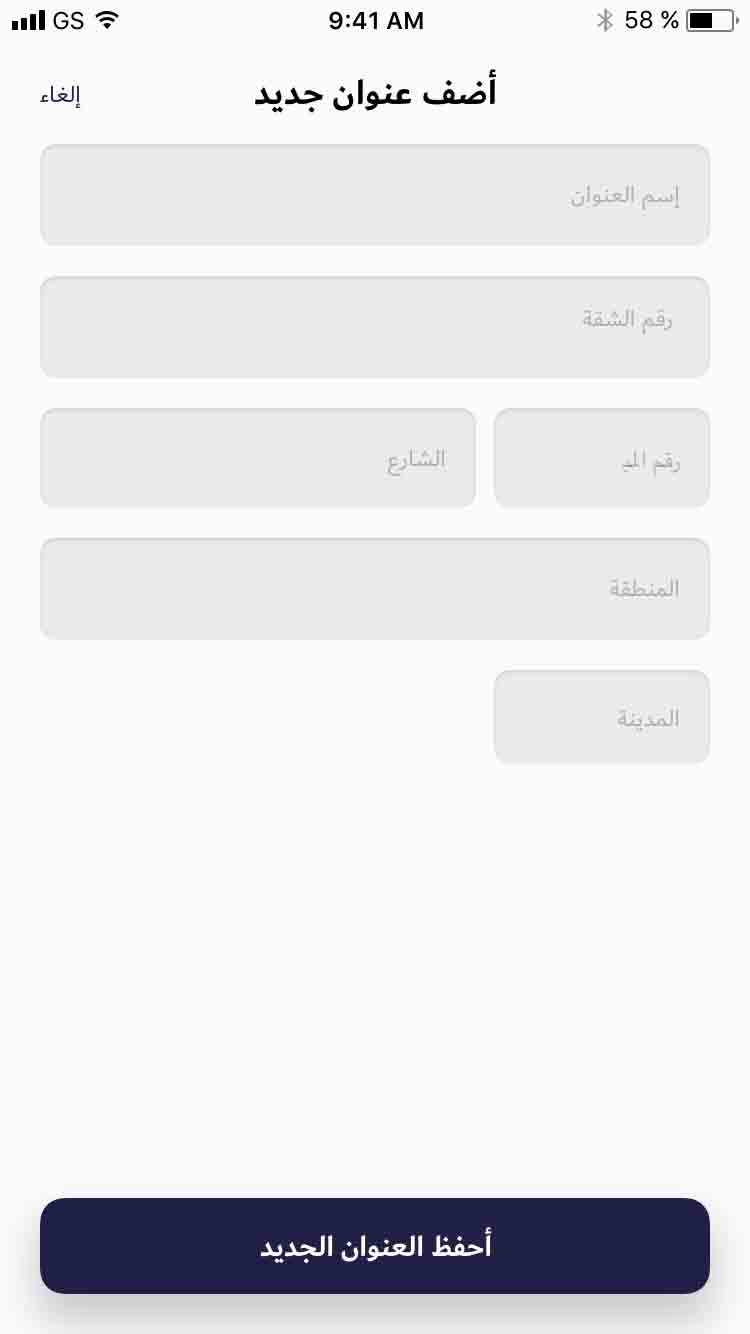 GS 9:41 AM 58 %
أضف عنوان جديد
إلغاء
إسم العنوان
رقم الشقة
رقم
الشارع
المنطقة
المدينة
أحفظ العنوان الجديد